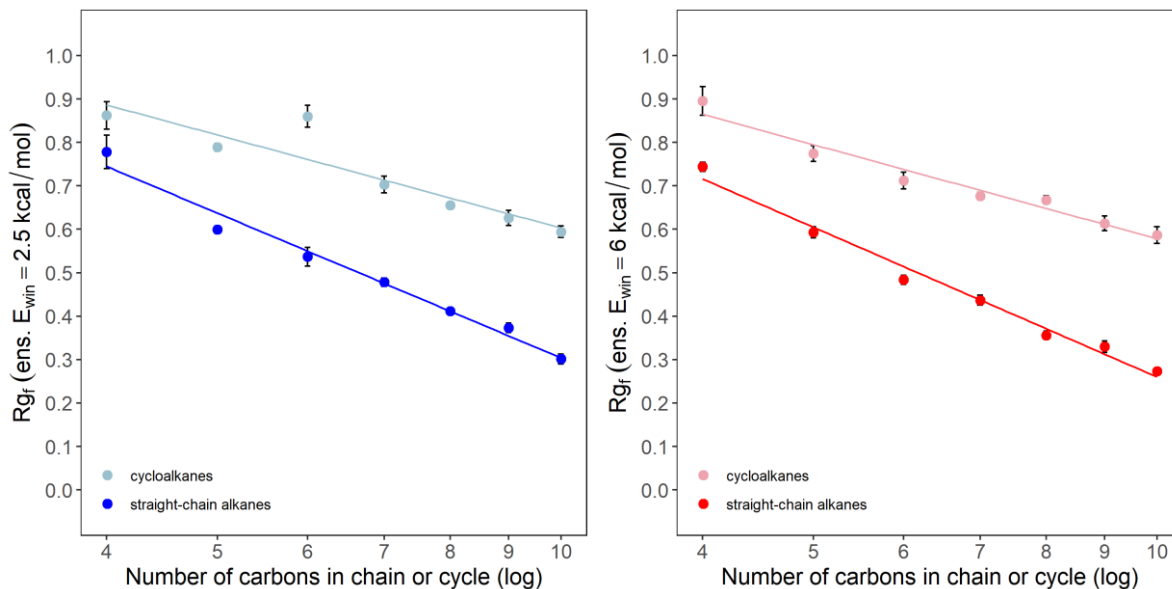 1.0
0.9
0.8
0.7
0.6
0.5
0.4
0.3
0.2
0.1
0.0
Rgf (ens. Ewin = 2.5 kcal/mol)
cycloalkanes
straight-chain alkanes
4 5 6 7 8 9 10
Number of carbons in chain or cycle (log)
1.0
0.9
0.8
0.7
0.6
0.5
0.4
0.3
0.2
0.1
0.0
Rgf (ens. Ewin = 6 kcal/mol)
cycloalkanes
straight-chain alkanes
4 5 6 7 8 9 10
Number of carbons in chain or cycle (log)